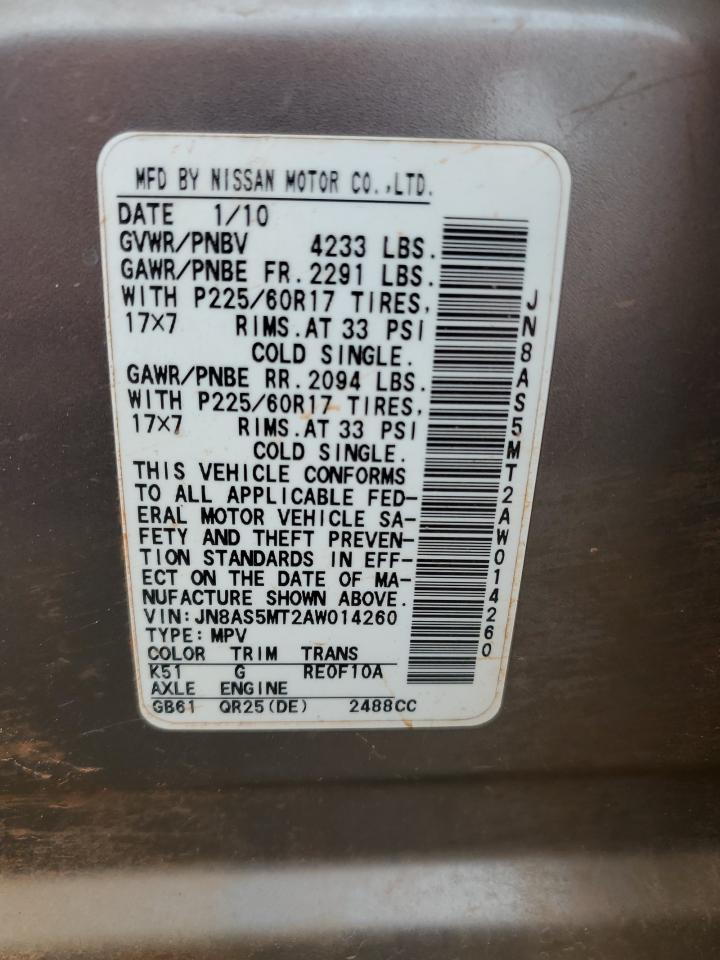 MFD BY NISSAN MOTOR CO.,LTD.
DATE 1/10
GVWR/PNBV 4233 LBS.
GAWR/PNBE FR.2291 LBS.
WITH P225/60R17 TIRES,
17×7 RIMS.AT 33 PSI
COLD SINGLE.
GAWR/PNBE RR.2094 LBS.
WITH P225/60R17 TIRES,
17×7 RIMS.AT 33 PSI
COLD SINGLE.
THIS VEHICLE CONFORMS
TO ALL APPLICABLE FED-
ERAL MOTOR VEHICLE SA-
FETY AND THEFT PREVEN-
TION STANDARDS IN EFF-
ECT ON THE DATE OF MA-
NUFACTURE SHOWN ABOVE.
VIN:JN8AS5MT2AW014260
TYPE:MPV
COLOR TRIM TRANS
K51 G RE0F10A
AXLE ENGINE
GB61 QR25(DE) 2488CC
JN8AS5MT2AW014260